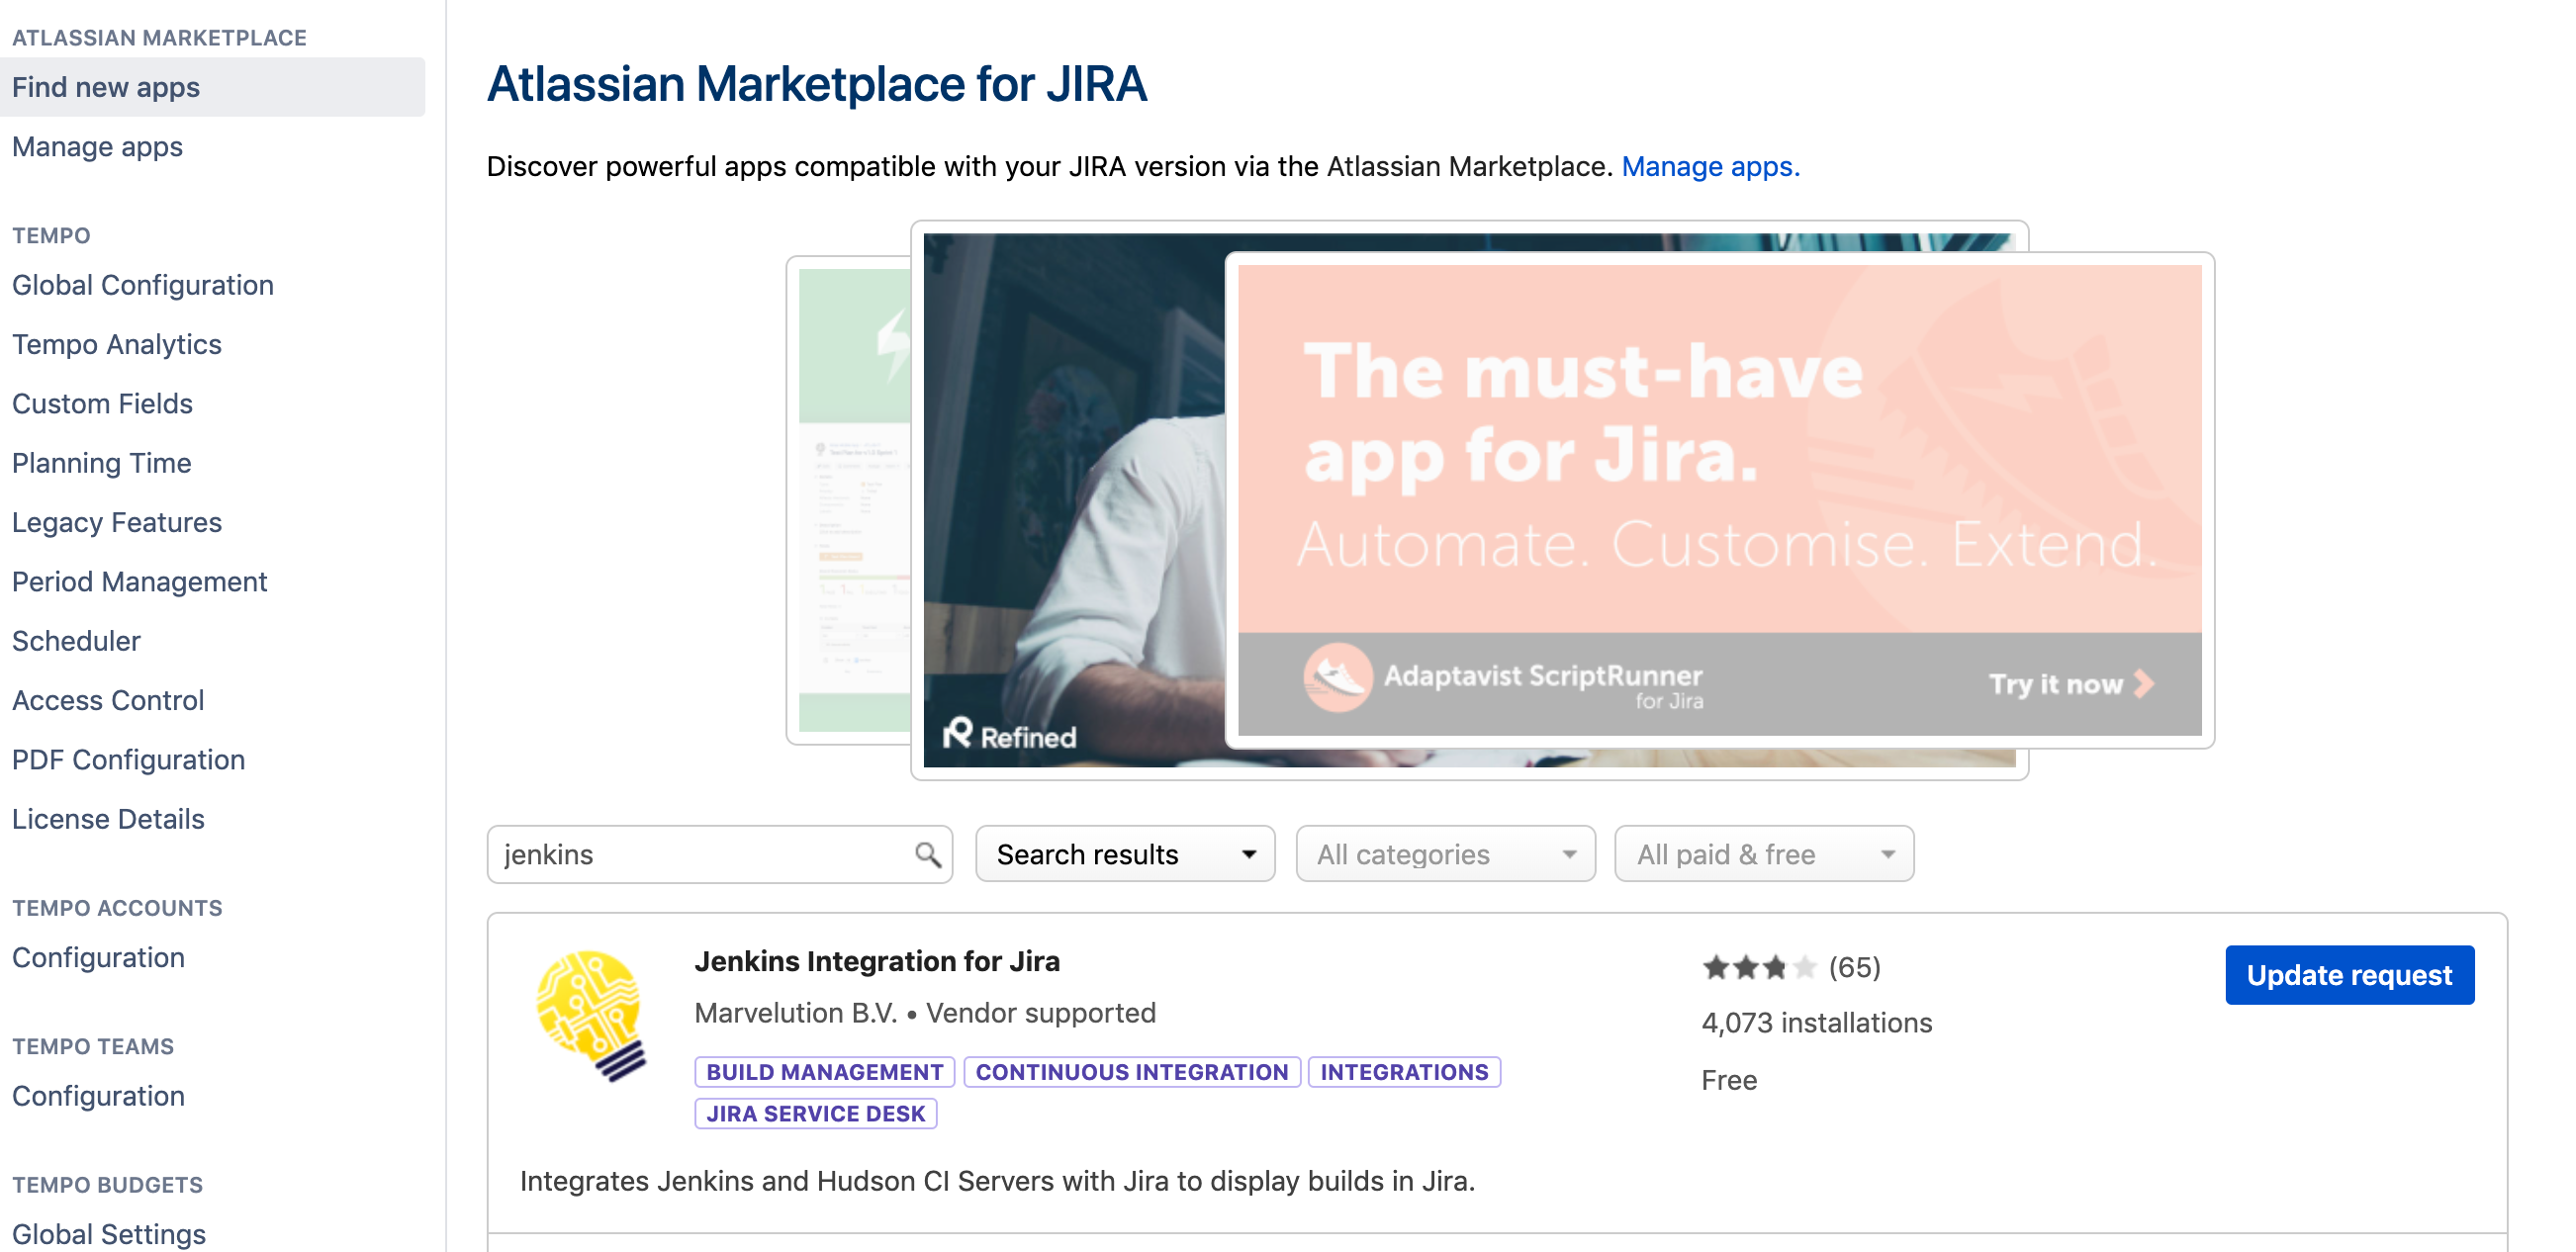 ATLASSIAN MARKETPLACE
Find new apps
Manage apps
TEMPO
Global Configuration
Tempo Analytics
Custom Fields
Planning Time
Legacy Features
Period Management
Scheduler
Access Control
PDF Configuration
License Details
TEMPO ACCOUNTS
Configuration
TEMPO TEAMS
Configuration
TEMPO BUDGETS
Global Settings
Atlassian Marketplace for JIRA
Discover powerful apps compatible with your JIRA version via the Atlassian Marketplace. Manage apps.
The must-have
app for Jira.
Automate. Customise. Extend.
Adaptavist ScriptRunner
for Jira
Try it now
Refined
jenkins
Search results
All categories
All paid & free
Jenkins Integration for Jira
Marvelution B.V. • Vendor supported
BUILD MANAGEMENT CONTINUOUS INTEGRATION INTEGRATIONS
JIRA SERVICE DESK
(65)
4,073 installations
Free
Update request
Integrates Jenkins and Hudson CI Servers with Jira to display builds in Jira.